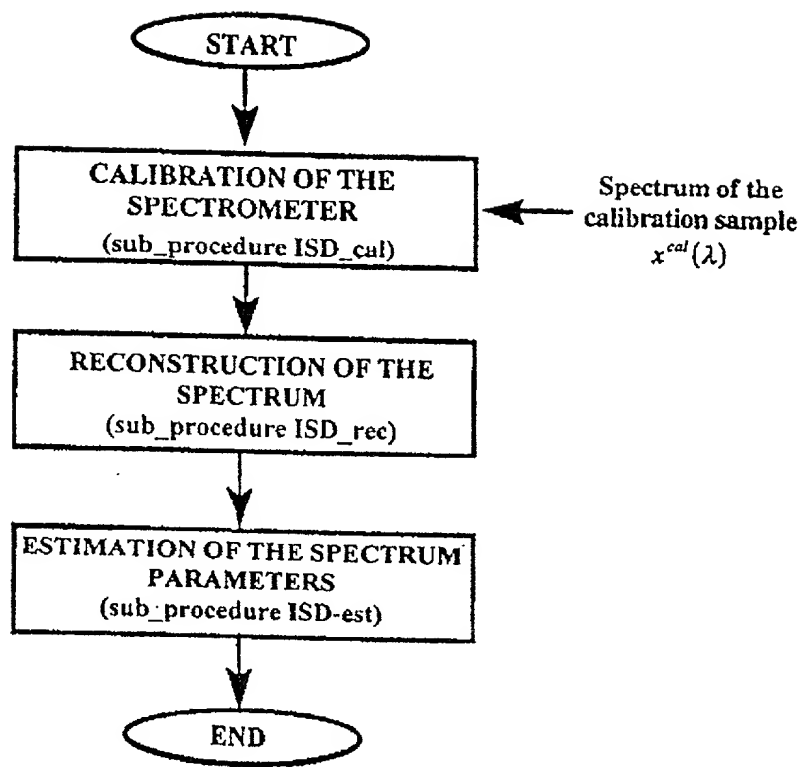 START
CALIBRATION OF THE
SPECTROMETER
(sub_procedure ISD_cal)
Spectrum of the
calibration sample
x^{cal}(λ)
RECONSTRUCTION OF THE
SPECTRUM
(sub_procedure ISD_rec)
ESTIMATION OF THE SPECTRUM
PARAMETERS
(sub_procedure ISD-est)
END